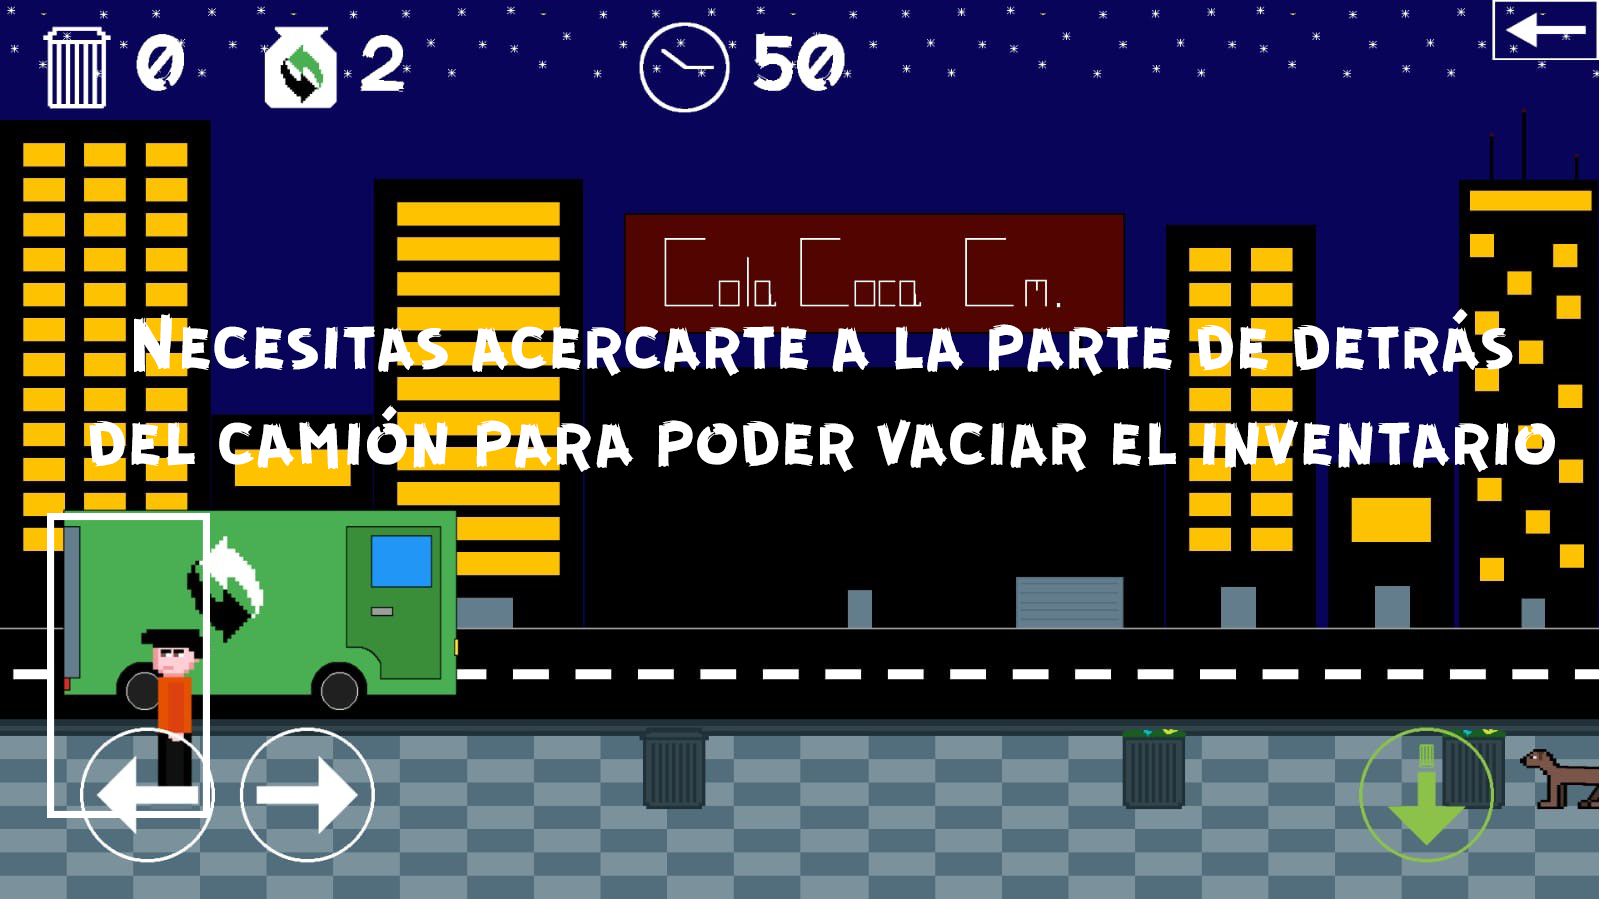 0 2 50
Cola Coca Cm.
Necesitas acercarte a la parte de detrás
del camión para poder vaciar el inventario